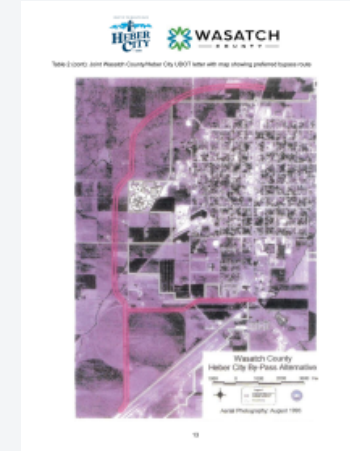 HEBER
CITY
WASATCH
COUNTY
Table 2 (cont): Joint Wasatch County/Heber City UDOT letter with map showing preferred bypass route
Wasatch County
Heber City By-Pass Alternative
Aerial Photography: August 1995
13